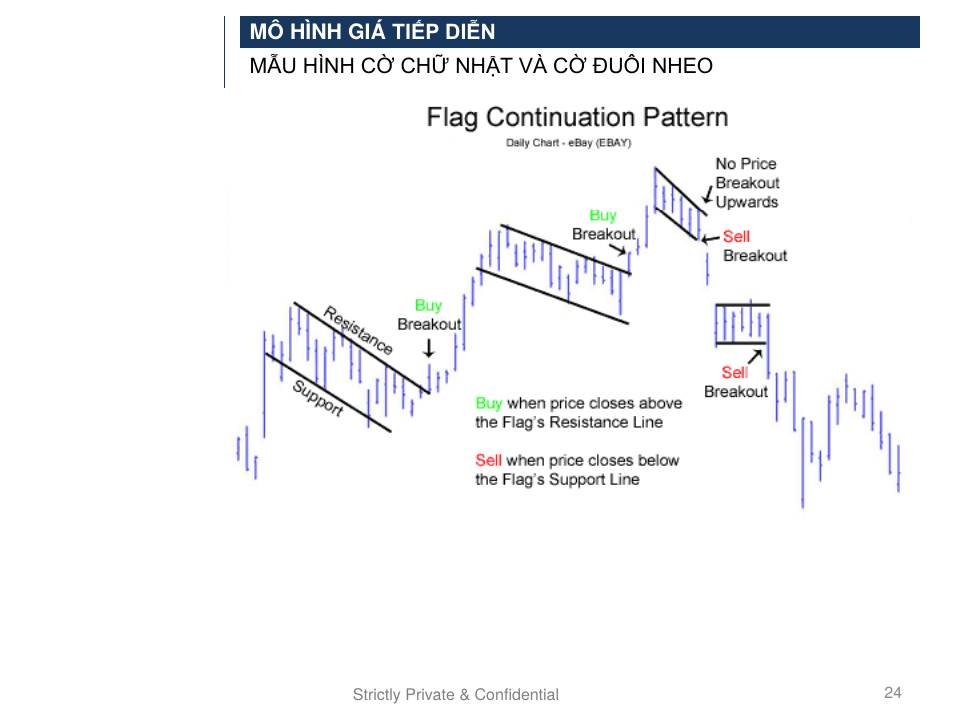 MÔ HÌNH GIÁ TIẾP DIỄN
MẪU HÌNH CỜ CHỮ NHẬT VÀ CỜ ĐUÔI NHEO
Flag Continuation Pattern
Daily Chart - eBay (EBAY)
No Price
Breakout
Upwards
Buy
Breakout
Sell
Breakout
Buy
Breakout
Resistance
Support
Sell
Breakout
Buy when price closes above
the Flag's Resistance Line
Sell when price closes below
the Flag's Support Line
Strictly Private & Confidential
24